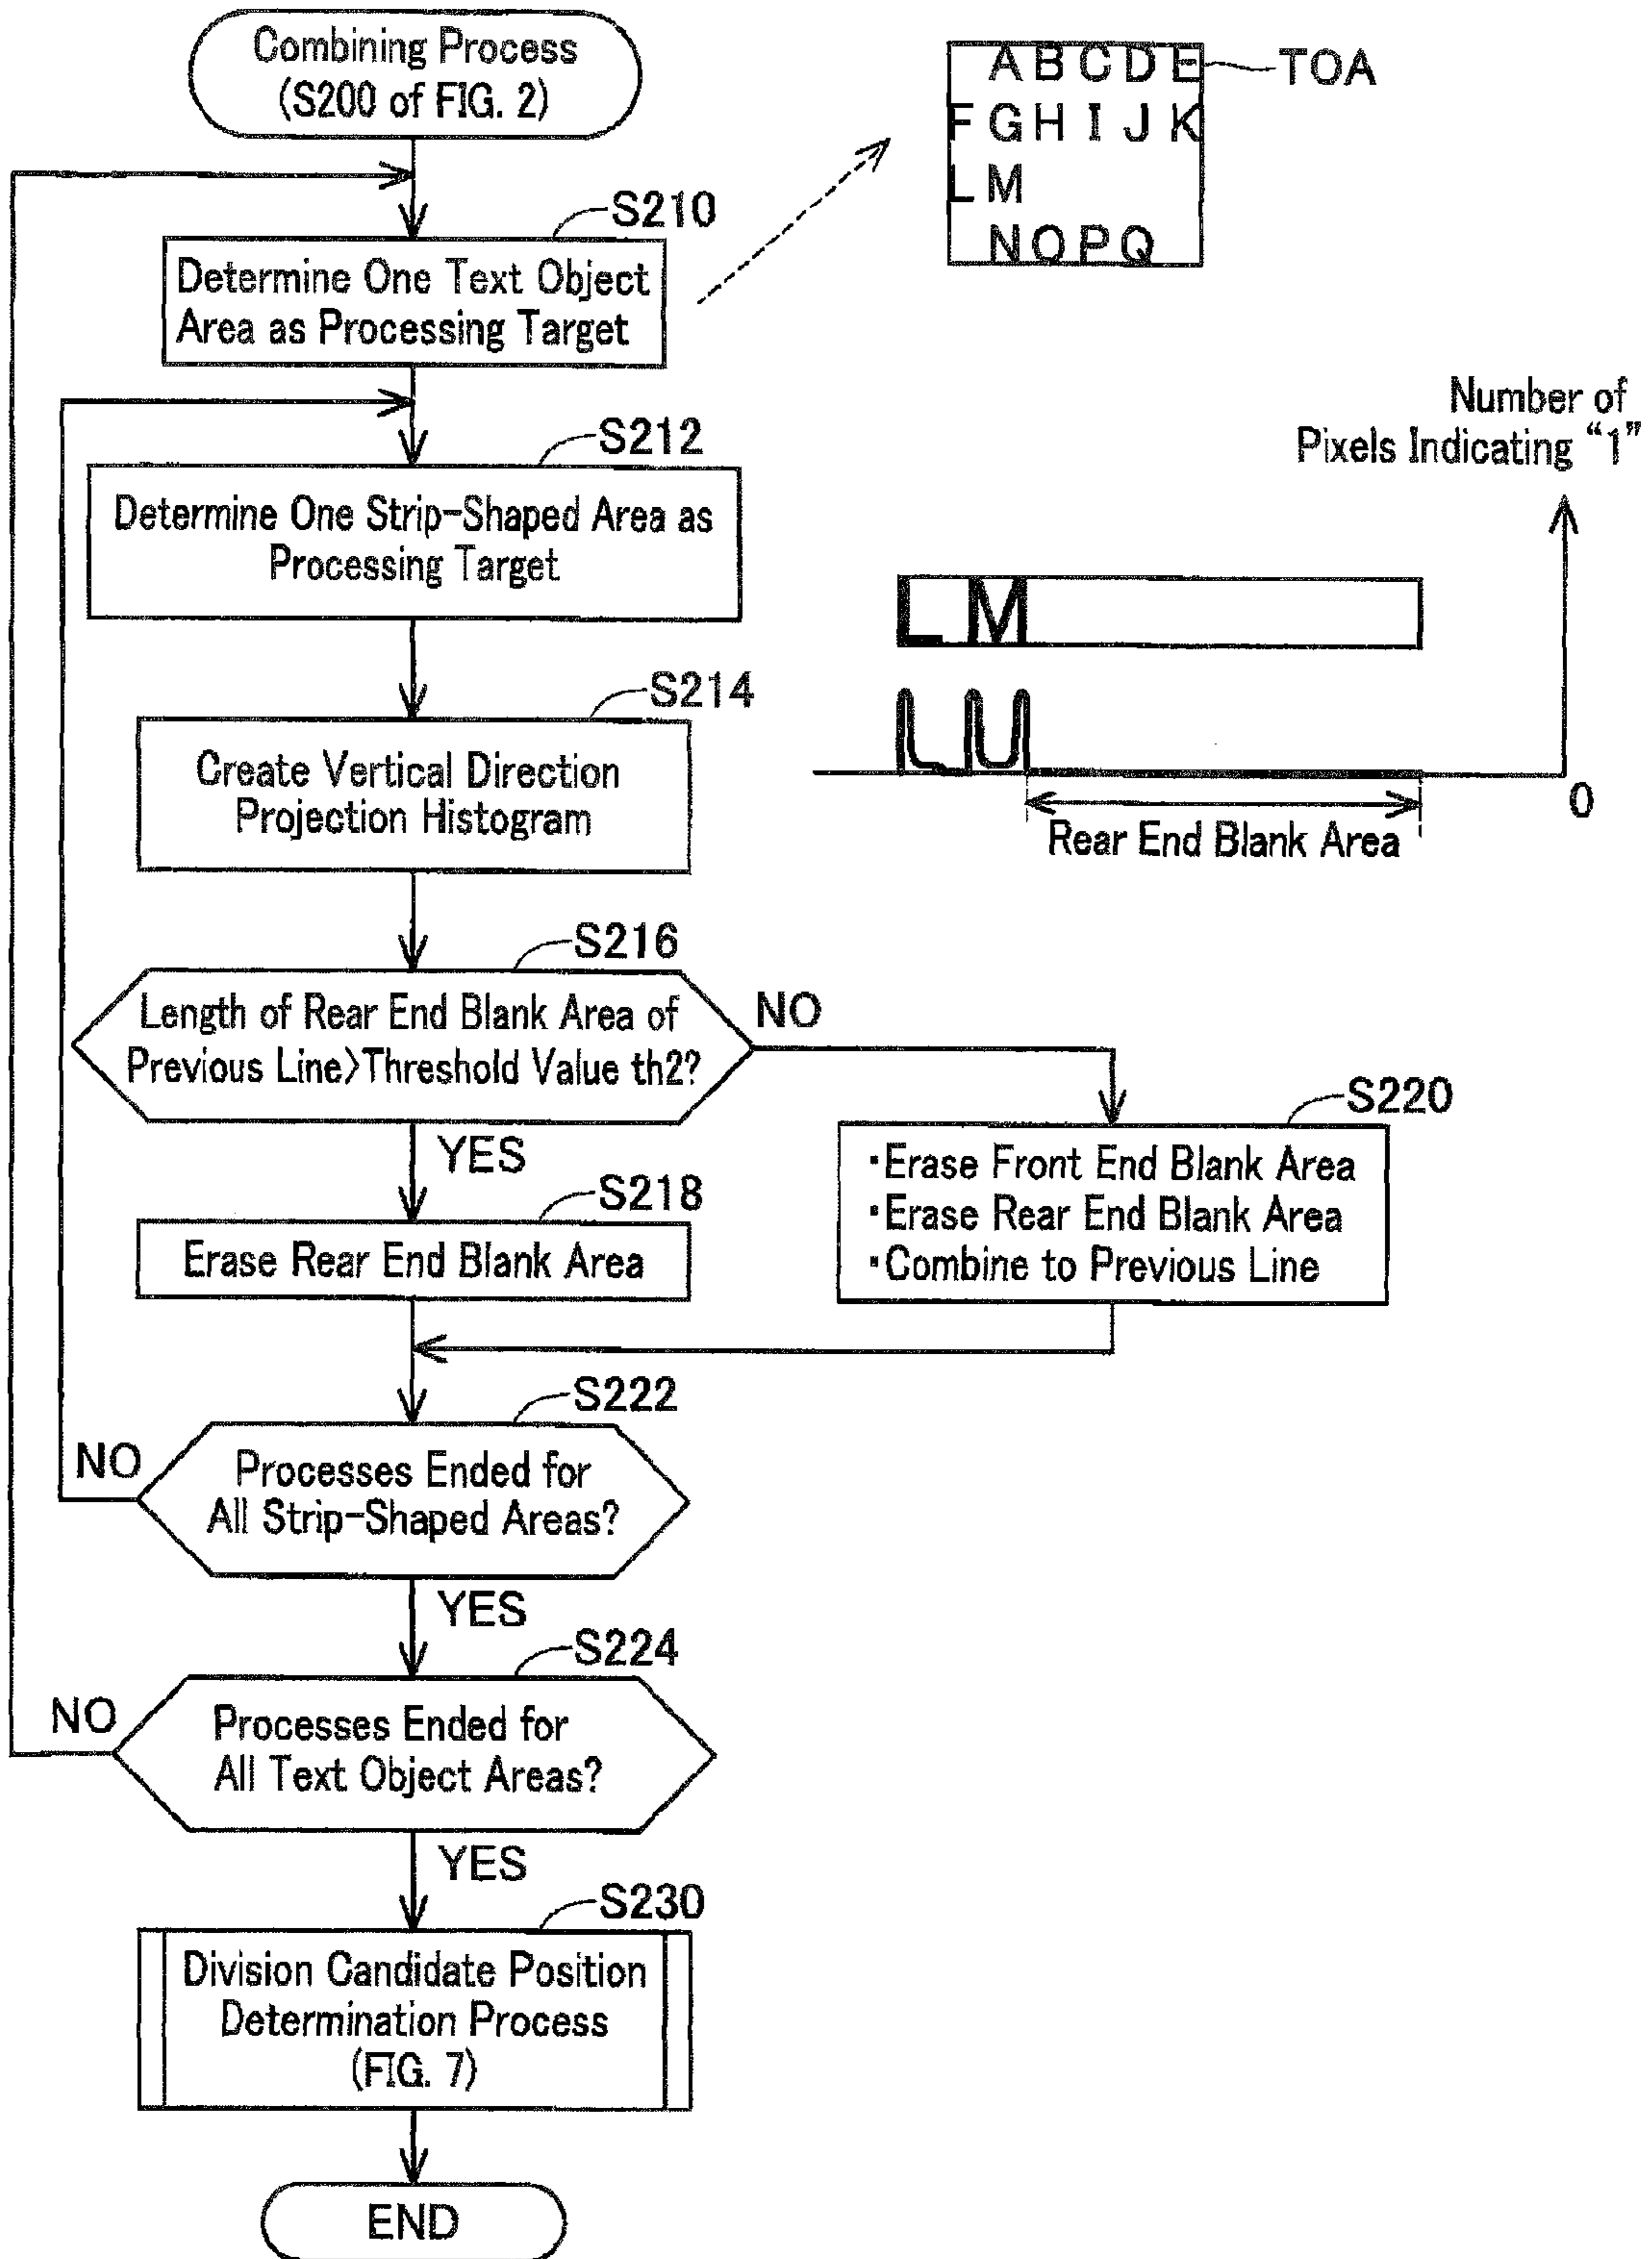 Combining Process
(S200 of FIG. 2)
A B C D E
TOA
F G H I J K
L M
N O P Q
S210
Determine One Text Object
Area as Processing Target
Number of
Pixels Indicating “1”
S212
Determine One Strip-Shaped Area as
Processing Target
L M
S214
Create Vertical Direction
Projection Histogram
0
Rear End Blank Area
S216
Length of Rear End Blank Area of
Previous Line>Threshold Value th2?
NO
YES
S220
・Erase Front End Blank Area
・Erase Rear End Blank Area
・Combine to Previous Line
S218
Erase Rear End Blank Area
S222
Processes Ended for
All Strip-Shaped Areas?
NO
YES
S224
Processes Ended for
All Text Object Areas?
NO
YES
S230
Division Candidate Position
Determination Process
(FIG. 7)
END